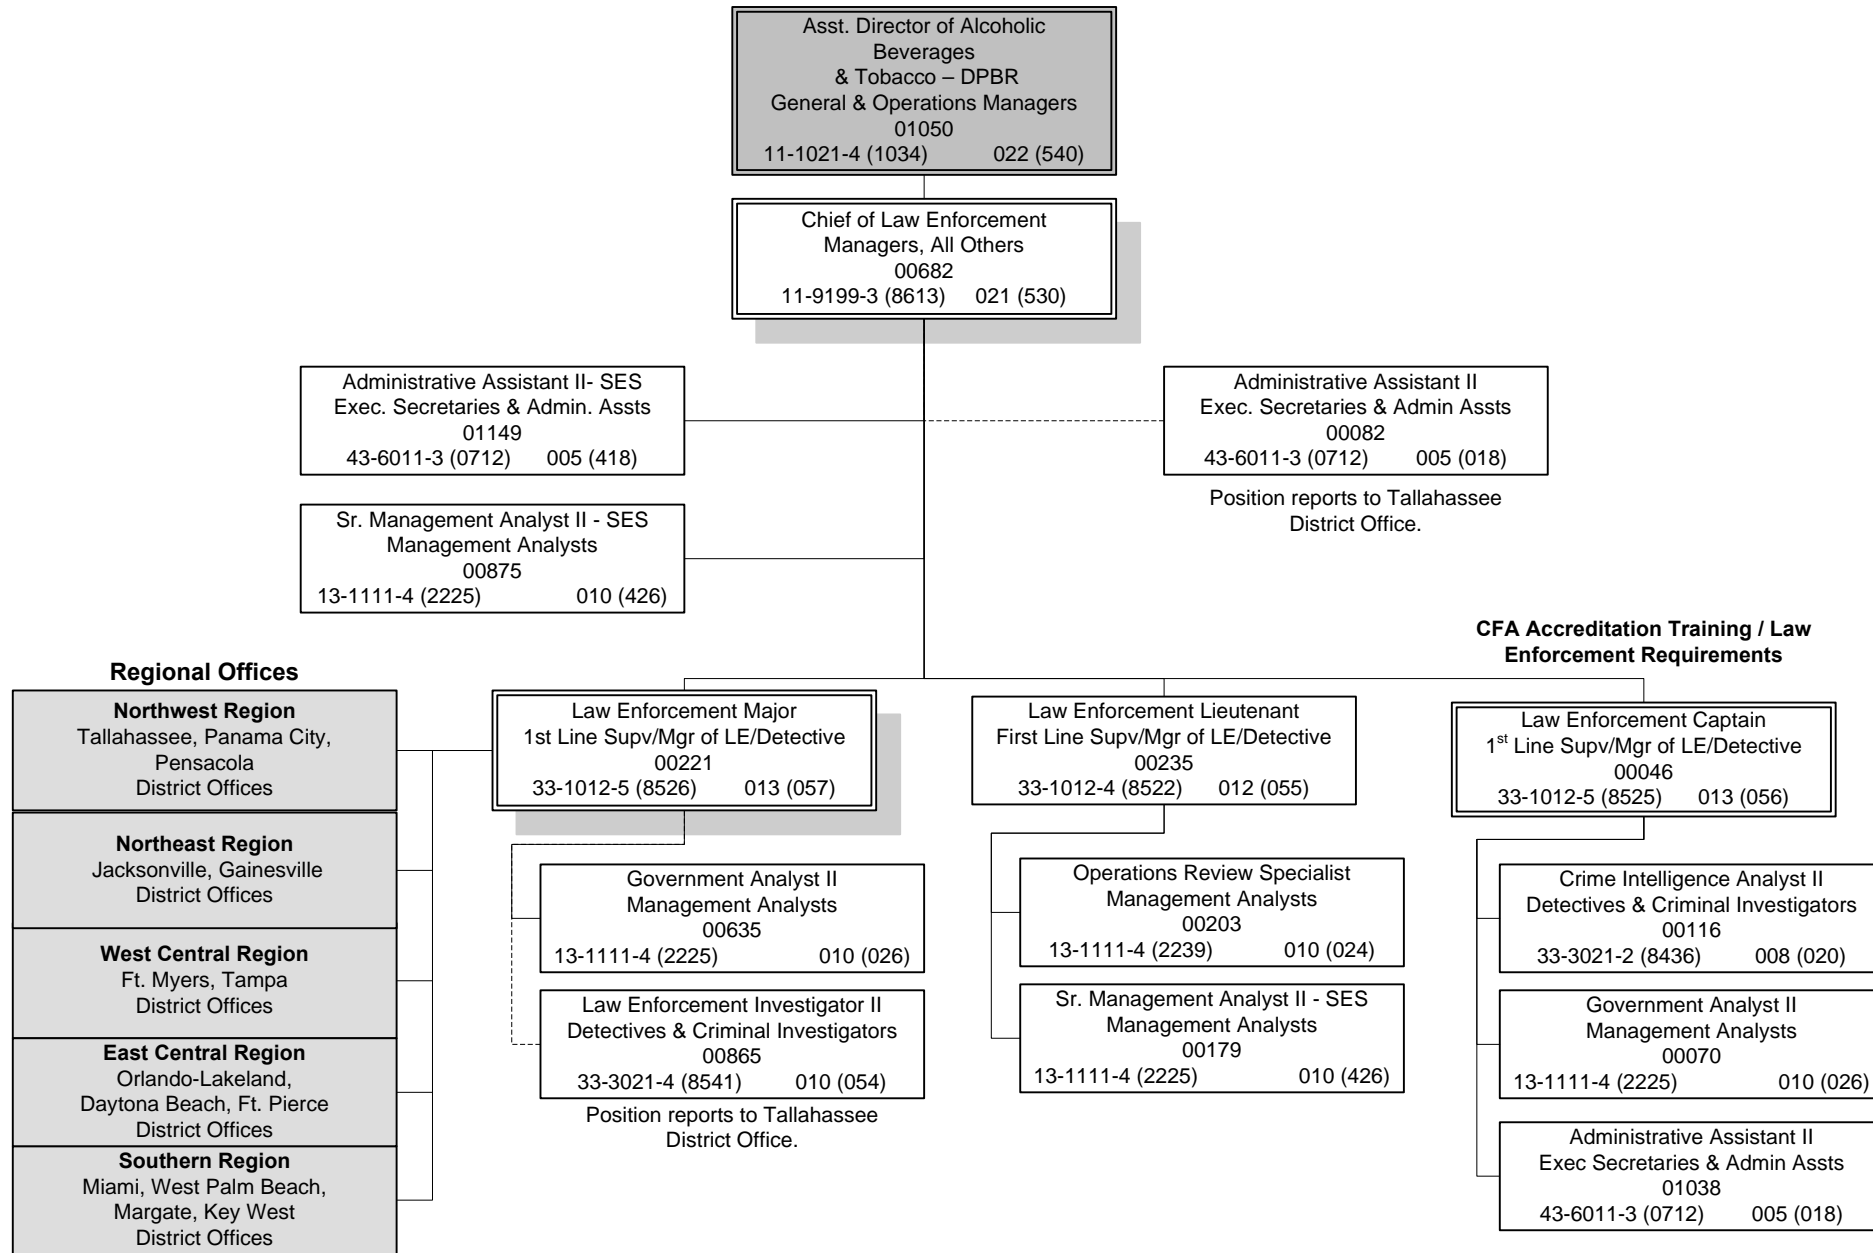 Asst. Director of Alcoholic
Beverages
& Tobacco – DPBR
General & Operations Managers
01050
11-1021-4 (1034) 022 (540)
Chief of Law Enforcement
Managers, All Others
00682
11-9199-3 (8613) 021 (530)
Administrative Assistant II- SES
Exec. Secretaries & Admin. Assts
01149
43-6011-3 (0712) 005 (418)
Administrative Assistant II
Exec. Secretaries & Admin Assts
00082
43-6011-3 (0712) 005 (018)
Position reports to Tallahassee
District Office.
Sr. Management Analyst II - SES
Management Analysts
00875
13-1111-4 (2225) 010 (426)
Regional Offices
Northwest Region
Tallahassee, Panama City,
Pensacola
District Offices
Northeast Region
Jacksonville, Gainesville
District Offices
West Central Region
Ft. Myers, Tampa
District Offices
East Central Region
Orlando-Lakeland,
Daytona Beach, Ft. Pierce
District Offices
Southern Region
Miami, West Palm Beach,
Margate, Key West
District Offices
Law Enforcement Major
1st Line Supv/Mgr of LE/Detective
00221
33-1012-5 (8526) 013 (057)
Government Analyst II
Management Analysts
00635
13-1111-4 (2225) 010 (026)
Law Enforcement Investigator II
Detectives & Criminal Investigators
00865
33-3021-4 (8541) 010 (054)
Position reports to Tallahassee
District Office.
Law Enforcement Lieutenant
First Line Supv/Mgr of LE/Detective
00235
33-1012-4 (8522) 012 (055)
Operations Review Specialist
Management Analysts
00203
13-1111-4 (2239) 010 (024)
Sr. Management Analyst II - SES
Management Analysts
00179
13-1111-4 (2225) 010 (426)
CFA Accreditation Training / Law
Enforcement Requirements
Law Enforcement Captain
1st Line Supv/Mgr of LE/Detective
00046
33-1012-5 (8525) 013 (056)
Crime Intelligence Analyst II
Detectives & Criminal Investigators
00116
33-3021-2 (8436) 008 (020)
Government Analyst II
Management Analysts
00070
13-1111-4 (2225) 010 (026)
Administrative Assistant II
Exec Secretaries & Admin Assts
01038
43-6011-3 (0712) 005 (018)